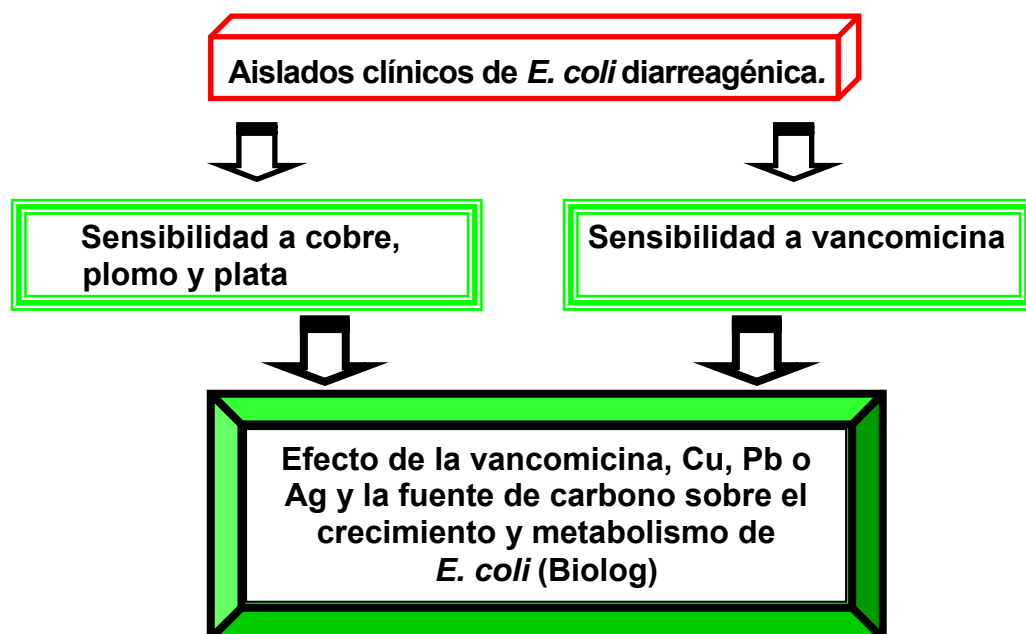 Aislados clínicos de E. coli diarreagénica.
Sensibilidad a cobre,
plomo y plata
Sensibilidad a vancomicina
Efecto de la vancomicina, Cu, Pb o
Ag y la fuente de carbono sobre el
crecimiento y metabolismo de
E. coli (Biolog)